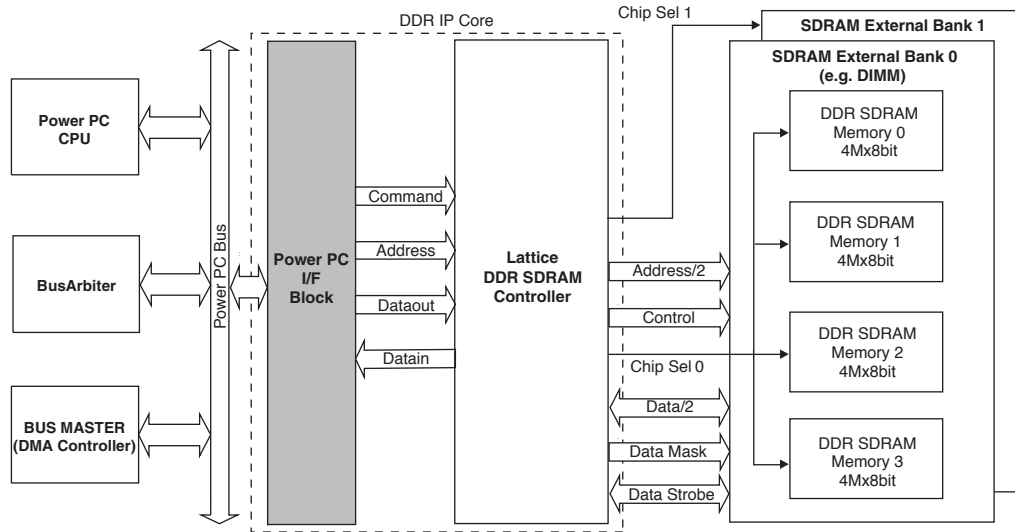 DDR IP Core
Chip Sel 1
SDRAM External Bank 1
SDRAM External Bank 0
(e.g. DIMM)
Power PC
CPU
BusArbiter
BUS MASTER
(DMA Controller)
Power PC Bus
Power PC
I/F
Block
Command
Address
Dataout
Datain
Lattice
DDR SDRAM
Controller
Address/2
Control
Chip Sel 0
Data/2
Data Mask
Data Strobe
DDR SDRAM
Memory 0
4Mx8bit
DDR SDRAM
Memory 1
4Mx8bit
DDR SDRAM
Memory 2
4Mx8bit
DDR SDRAM
Memory 3
4Mx8bit